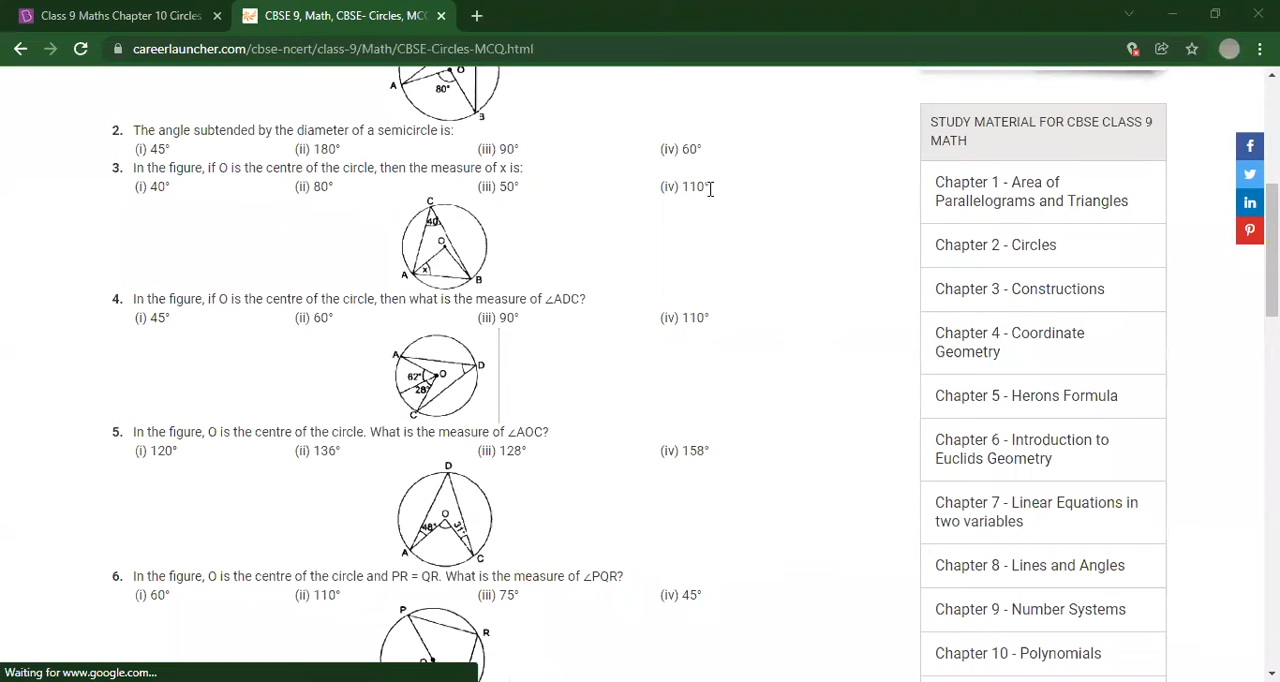 Class 9 Maths Chapter 10 Circles
CBSE 9, Math, CBSE- Circles, MC
careerlauncher.com/cbse-ncert/class-9/Math/CBSE-Circles-MCQ.html
A O
80°
B
2. The angle subtended by the diameter of a semicircle is:
(i) 45° (ii) 180° (iii) 90° (iv) 60°
3. In the figure, if O is the centre of the circle, then the measure of x is:
(i) 40° (ii) 80° (iii) 50° (iv) 110°
C
40
O
A x B
4. In the figure, if O is the centre of the circle, then what is the measure of ∠ADC?
(i) 45° (ii) 60° (iii) 90° (iv) 110°
A
D
62° O
28°
C
5. In the figure, O is the centre of the circle. What is the measure of ∠AOC?
(i) 120° (ii) 136° (iii) 128° (iv) 158°
D
O
48° 31°
A C
6. In the figure, O is the centre of the circle and PR = QR. What is the measure of ∠PQR?
(i) 60° (ii) 110° (iii) 75° (iv) 45°
P
R
STUDY MATERIAL FOR CBSE CLASS 9
MATH
Chapter 1 - Area of
Parallelograms and Triangles
Chapter 2 - Circles
Chapter 3 - Constructions
Chapter 4 - Coordinate
Geometry
Chapter 5 - Herons Formula
Chapter 6 - Introduction to
Euclids Geometry
Chapter 7 - Linear Equations in
two variables
Chapter 8 - Lines and Angles
Chapter 9 - Number Systems
Chapter 10 - Polynomials
Waiting for www.google.com...